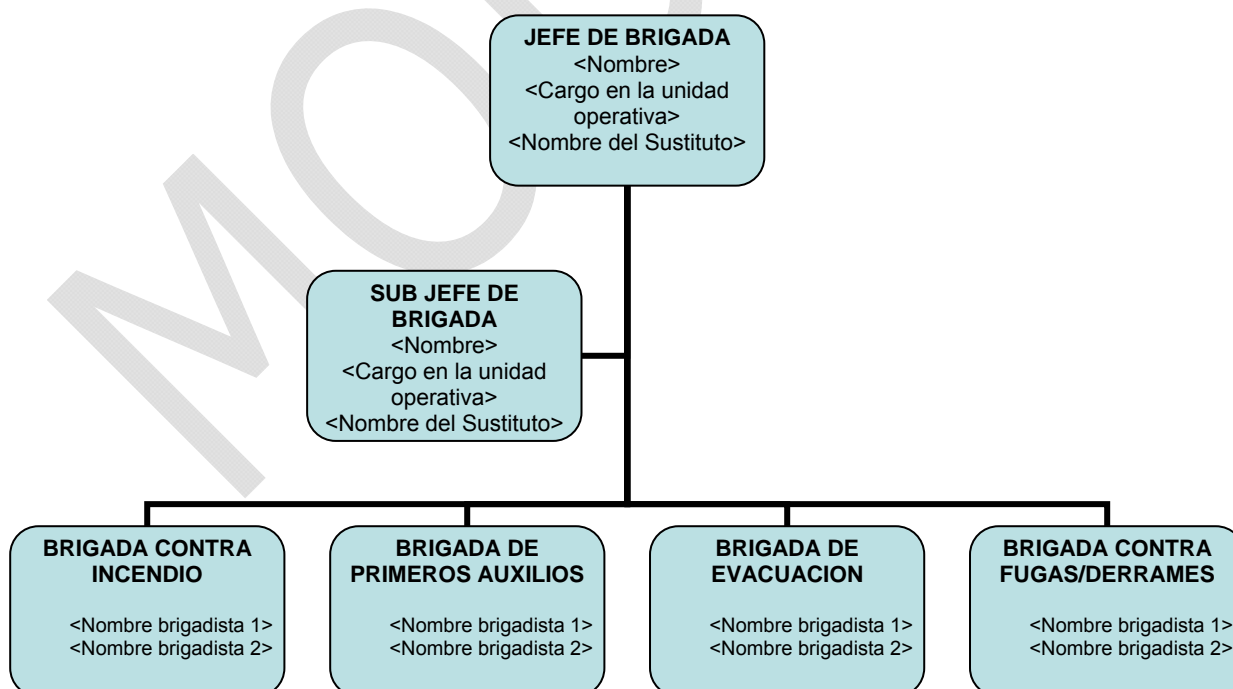 JEFE DE BRIGADA
<Nombre>
<Cargo en la unidad
operativa>
<Nombre del Sustituto>
SUB JEFE DE
BRIGADA
<Nombre>
<Cargo en la unidad
operativa>
<Nombre del Sustituto>
BRIGADA CONTRA
INCENDIO
<Nombre brigadista 1>
<Nombre brigadista 2>
BRIGADA DE
PRIMEROS AUXILIOS
<Nombre brigadista 1>
<Nombre brigadista 2>
BRIGADA DE
EVACUACION
<Nombre brigadista 1>
<Nombre brigadista 2>
BRIGADA CONTRA
FUGAS/DERRAMES
<Nombre brigadista 1>
<Nombre brigadista 2>